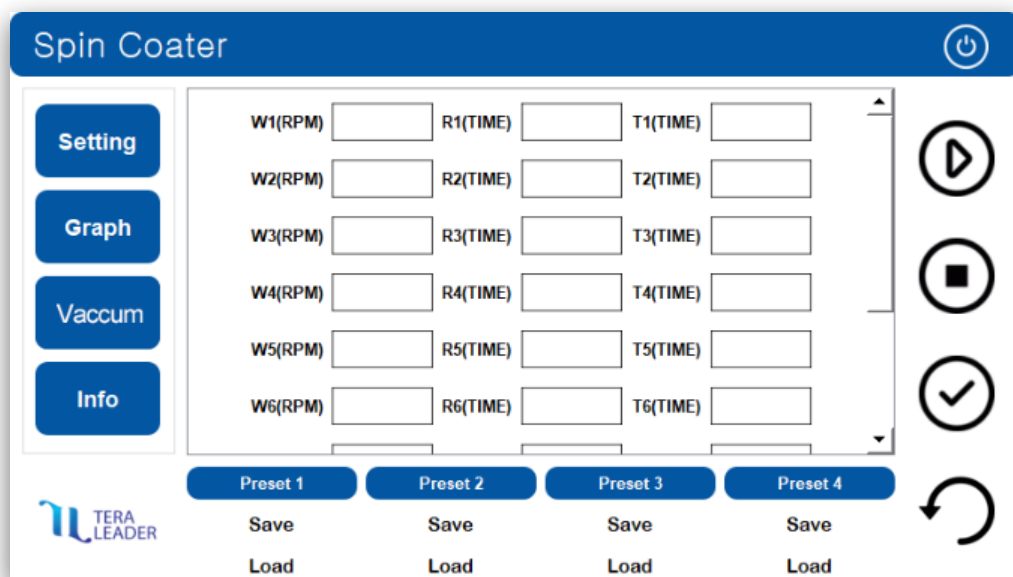 Spin Coater
Setting
Graph
Vaccum
Info
W1(RPM) R1(TIME) T1(TIME)
W2(RPM) R2(TIME) T2(TIME)
W3(RPM) R3(TIME) T3(TIME)
W4(RPM) R4(TIME) T4(TIME)
W5(RPM) R5(TIME) T5(TIME)
W6(RPM) R6(TIME) T6(TIME)
Preset 1 Preset 2 Preset 3 Preset 4
Save Save Save Save
Load Load Load Load
TERA
LEADER